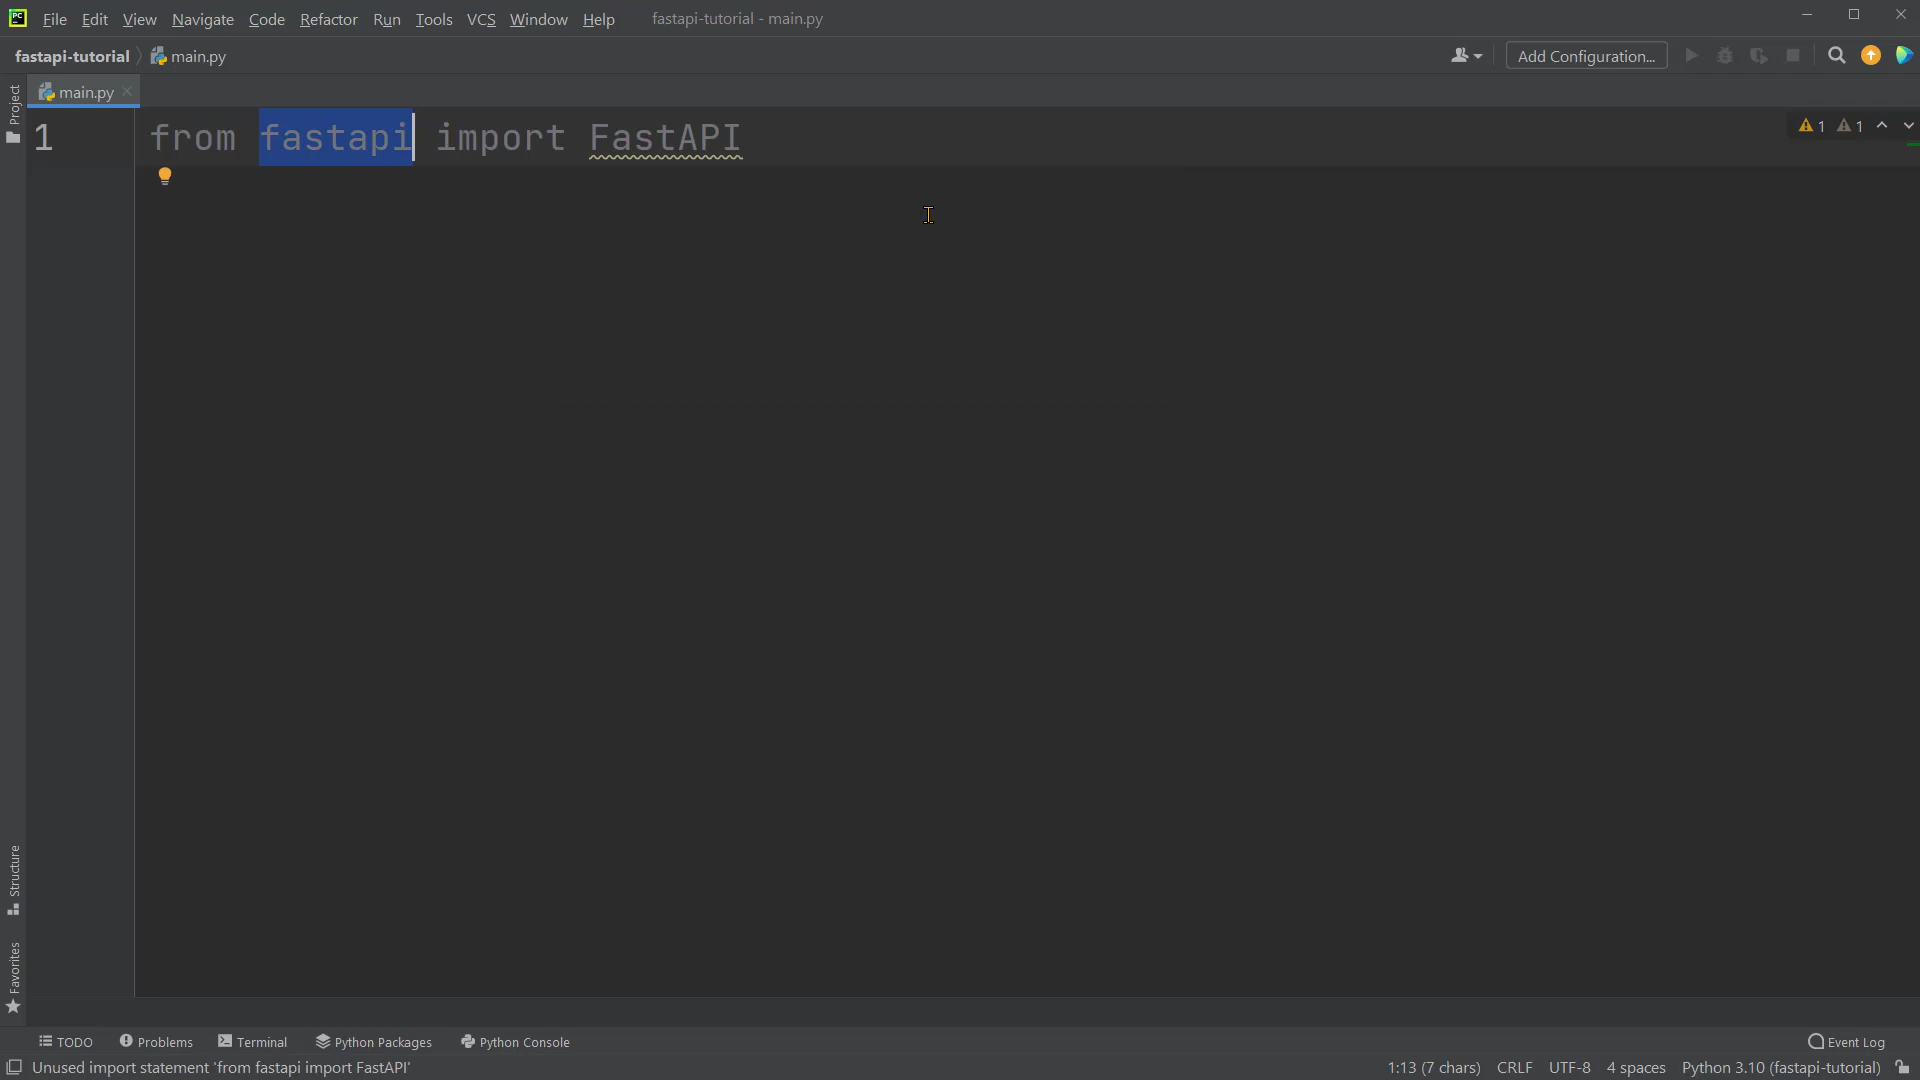 PC
File Edit View Navigate Code Refactor Run Tools VCS Window Help fastapi-tutorial - main.py
fastapi-tutorial main.py Add Configuration...
Project
main.py
1 from fastapi import FastAPI
1 1
Structure
Favorites
TODO Problems Terminal Python Packages Python Console Event Log
Unused import statement 'from fastapi import FastAPI' 1:13 (7 chars) CRLF UTF-8 4 spaces Python 3.10 (fastapi-tutorial)